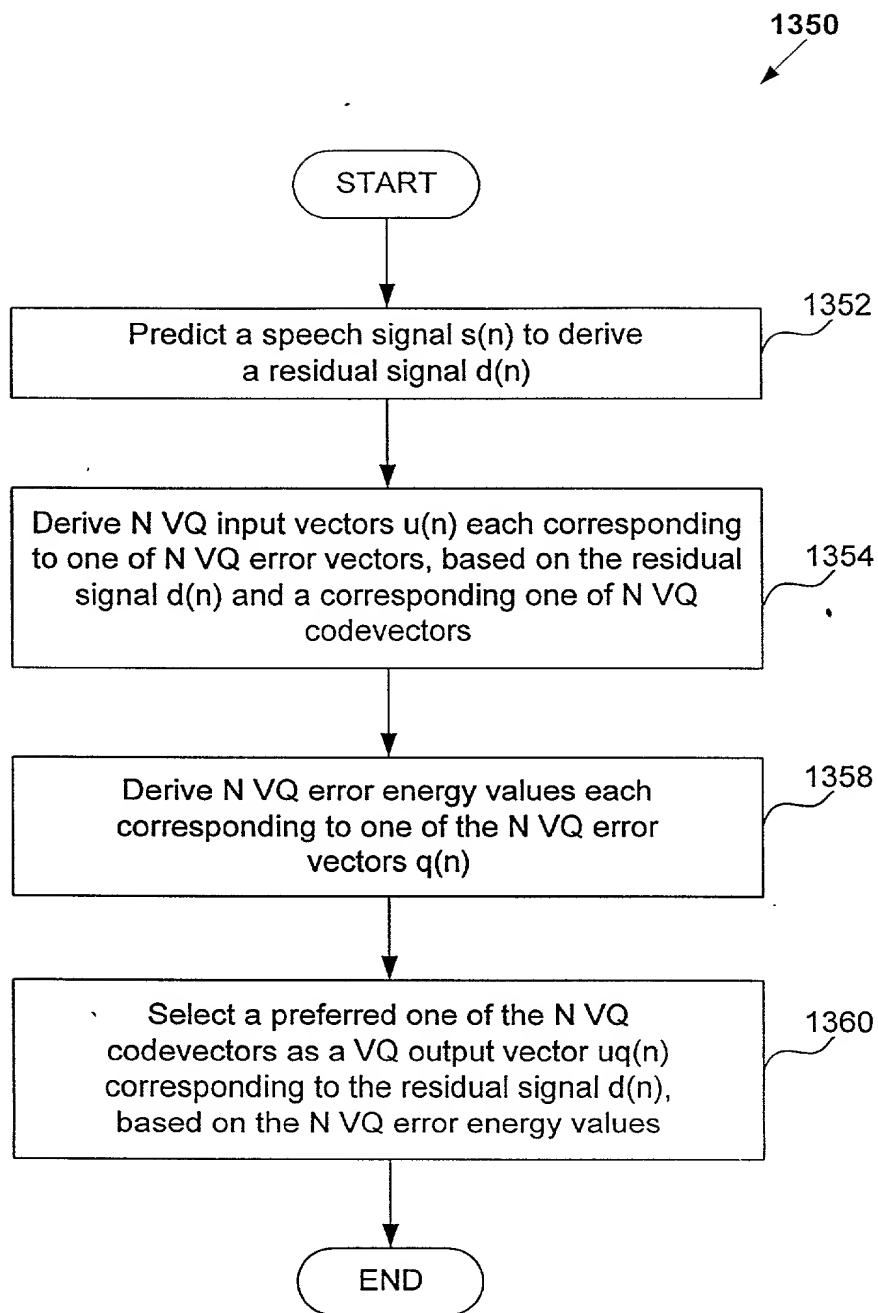 1350
START
1352
Predict a speech signal s(n) to derive
a residual signal d(n)
Derive N VQ input vectors u(n) each corresponding
to one of N VQ error vectors, based on the residual
signal d(n) and a corresponding one of N VQ
codevectors
1354
Derive N VQ error energy values each
corresponding to one of the N VQ error
vectors q(n)
1358
Select a preferred one of the N VQ
codevectors as a VQ output vector uq(n)
corresponding to the residual signal d(n),
based on the N VQ error energy values
1360
END